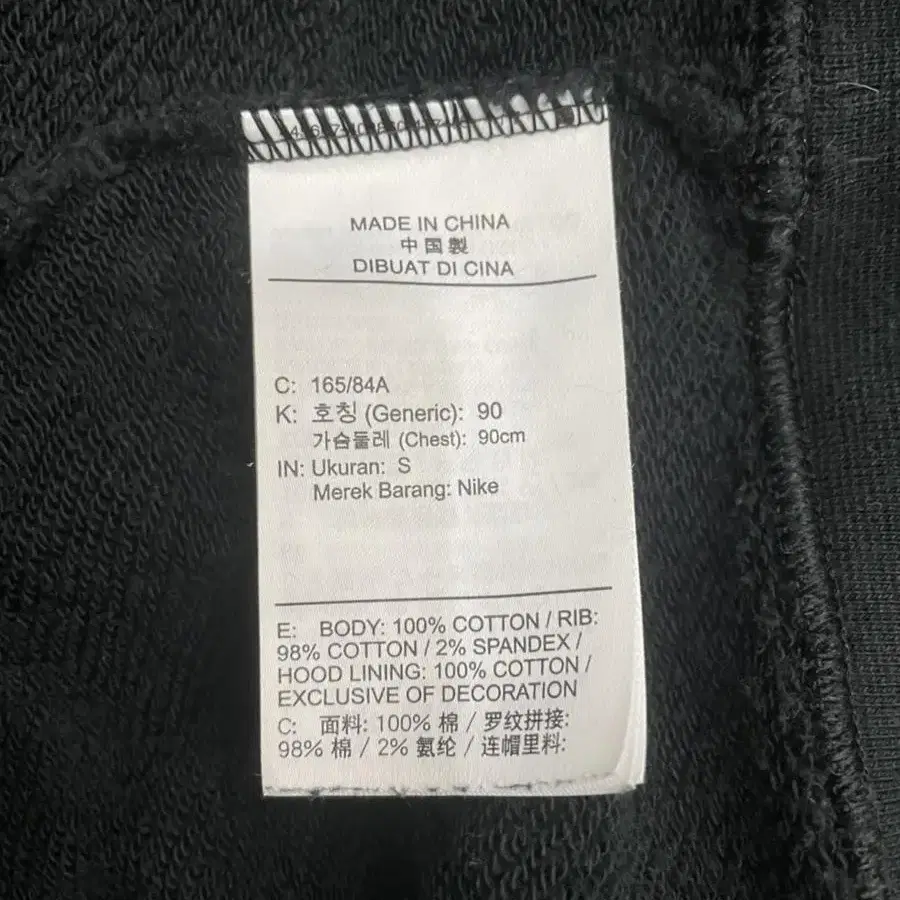 MADE IN CHINA
中国製
DIBUAT DI CINA
C: 165/84A
K: 호칭 (Generic): 90
가슴둘레 (Chest): 90cm
IN: Ukuran: S
Merek Barang: Nike
E: BODY: 100% COTTON / RIB:
98% COTTON / 2% SPANDEX /
HOOD LINING: 100% COTTON /
EXCLUSIVE OF DECORATION
C: 面料: 100% 棉 / 罗纹拼接:
98% 棉 / 2% 氨纶 / 连帽里料: